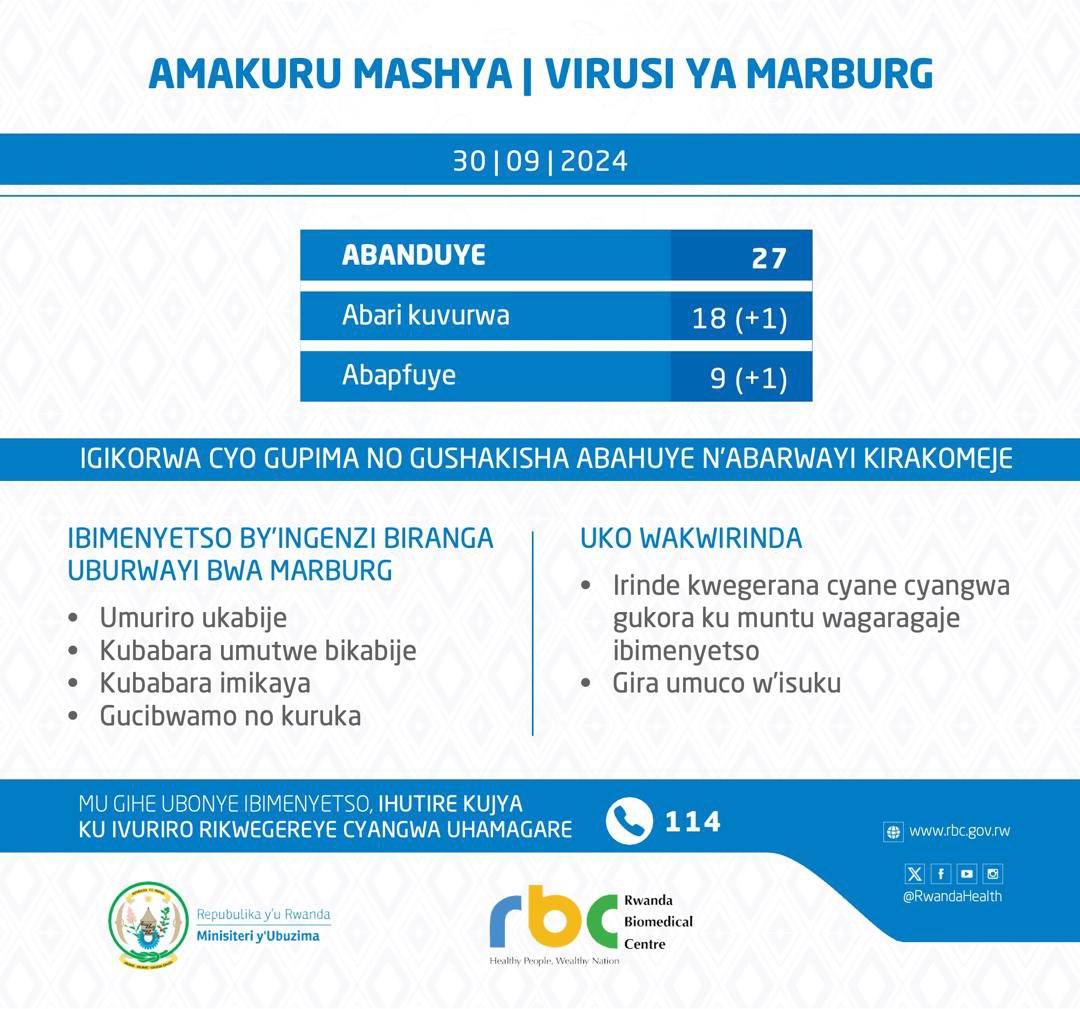 AMAKURU MASHYA | VIRUSI YA MARBURG
30 | 09 | 2024
ABANDUYE 27
Abari kuvurwa 18 (+1)
Abapfuye 9 (+1)
IGIKORWA CYO GUPIMA NO GUSHAKISHA ABAHUYE N'ABARWAYI KIRAKOMEJE
IBIMENYETSO BY'INGENZI BIRANGA
UBURWAYI BWA MARBURG
• Umuriro ukabije
• Kubabara umutwe bikabije
• Kubabara imikaya
• Gucibwamo no kuruka
UKO WAKWIRINDA
• Irinde kwegerana cyane cyangwa
gukora ku muntu wagaragaje
ibimenyetso
• Gira umuco w'isuku
MU GIHE UBONYE IBIMENYETSO, IHUTIRE KUJYA
KU IVURIRO RIKWEGEREYE CYANGWA UHAMAGARE
114
www.rbc.gov.rw
@RwandaHealth
Repubulika y'u Rwanda
Minisiteri y'Ubuzima
rbc
Rwanda
Biomedical
Centre
Healthy People, Wealthy Nation